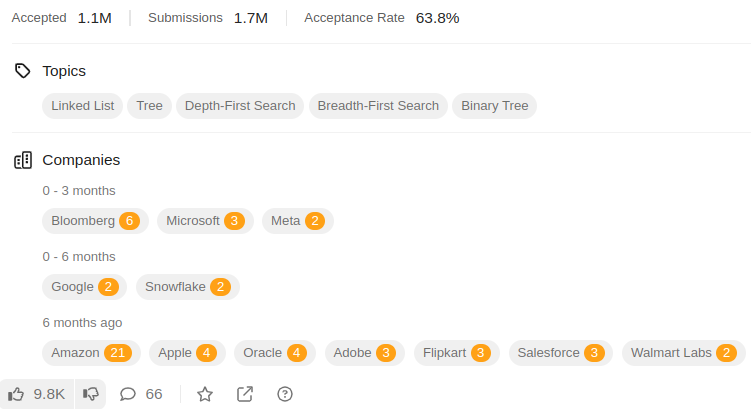 Accepted 1.1M Submissions 1.7M Acceptance Rate 63.8%
Topics
Linked List Tree Depth-First Search Breadth-First Search Binary Tree
Companies
0 - 3 months
Bloomberg 6 Microsoft 3 Meta 2
0 - 6 months
Google 2 Snowflake 2
6 months ago
Amazon 21 Apple 4 Oracle 4 Adobe 3 Flipkart 3 Salesforce 3 Walmart Labs 2
9.8K 66